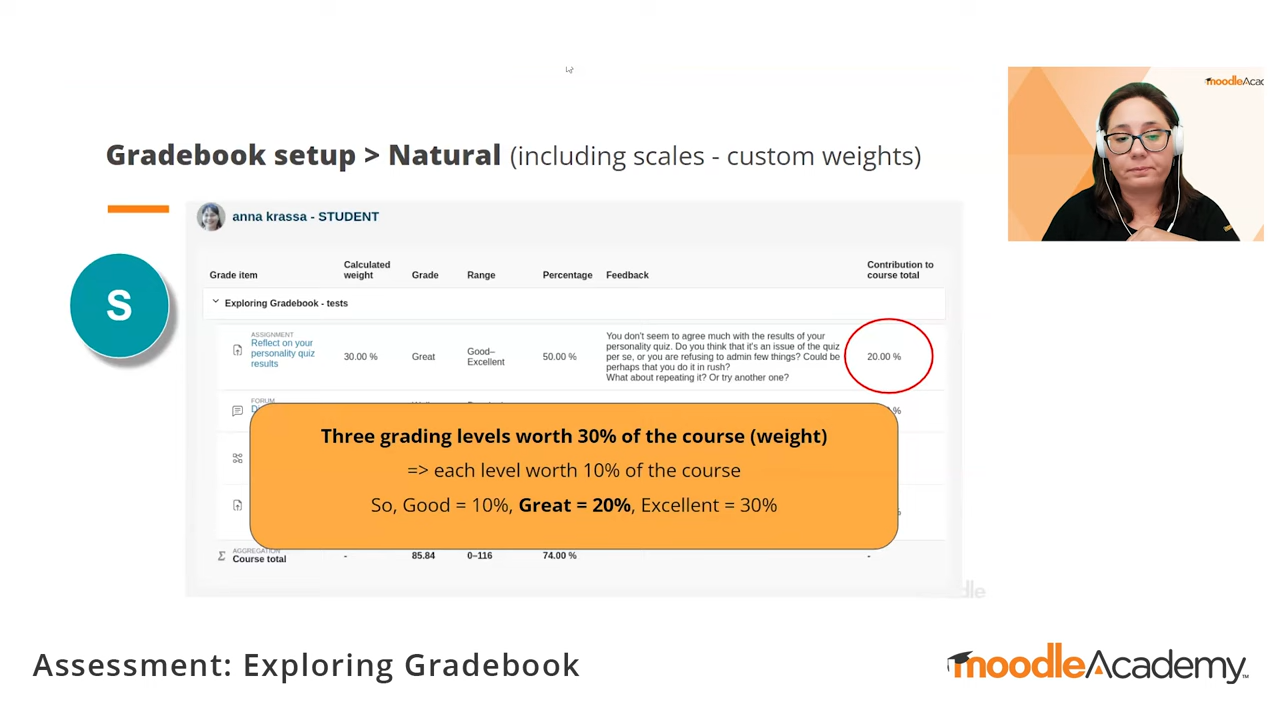 moodleAcad
Gradebook setup > Natural (including scales - custom weights)
anna krassa - STUDENT
S
Grade item
Calculated weight
Grade
Range
Percentage
Feedback
Contribution to course total
Exploring Gradebook - tests
ASSIGNMENT
Reflect on your
personality quiz
results
30.00 %
Great
Good–
Excellent
50.00 %
You don't seem to agree much with the results of your
personality quiz. Do you think that it's an issue of the quiz
per se, or you are refusing to admin few things? Could be
perhaps that you do it in rush?
What about repeating it? Or try another one?
20.00 %
FORUM
Three grading levels worth 30% of the course (weight)
=> each level worth 10% of the course
So, Good = 10%, Great = 20%, Excellent = 30%
AGGREGATION
Course total
-
85.84
0–116
74.00 %
-
Assessment: Exploring Gradebook
moodleAcademy™